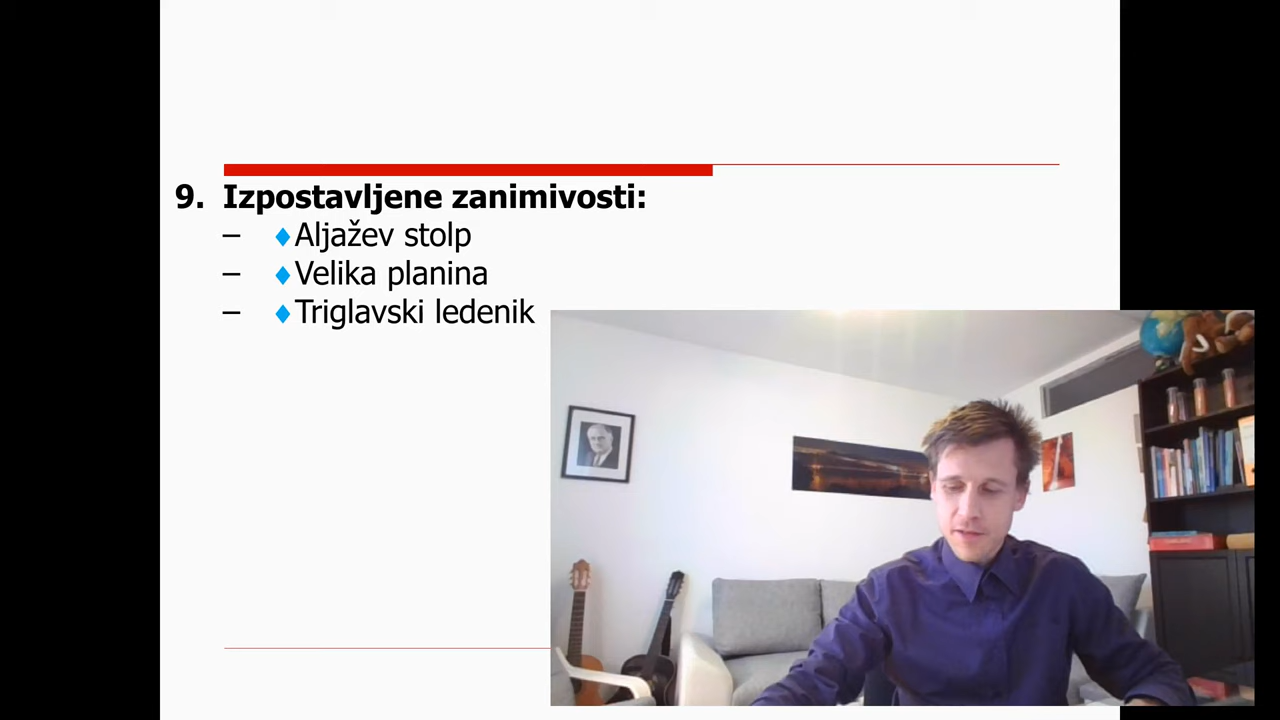 9. Izpostavljene zanimivosti:
– ♦Aljažev stolp
– ♦Velika planina
– ♦Triglavski ledenik